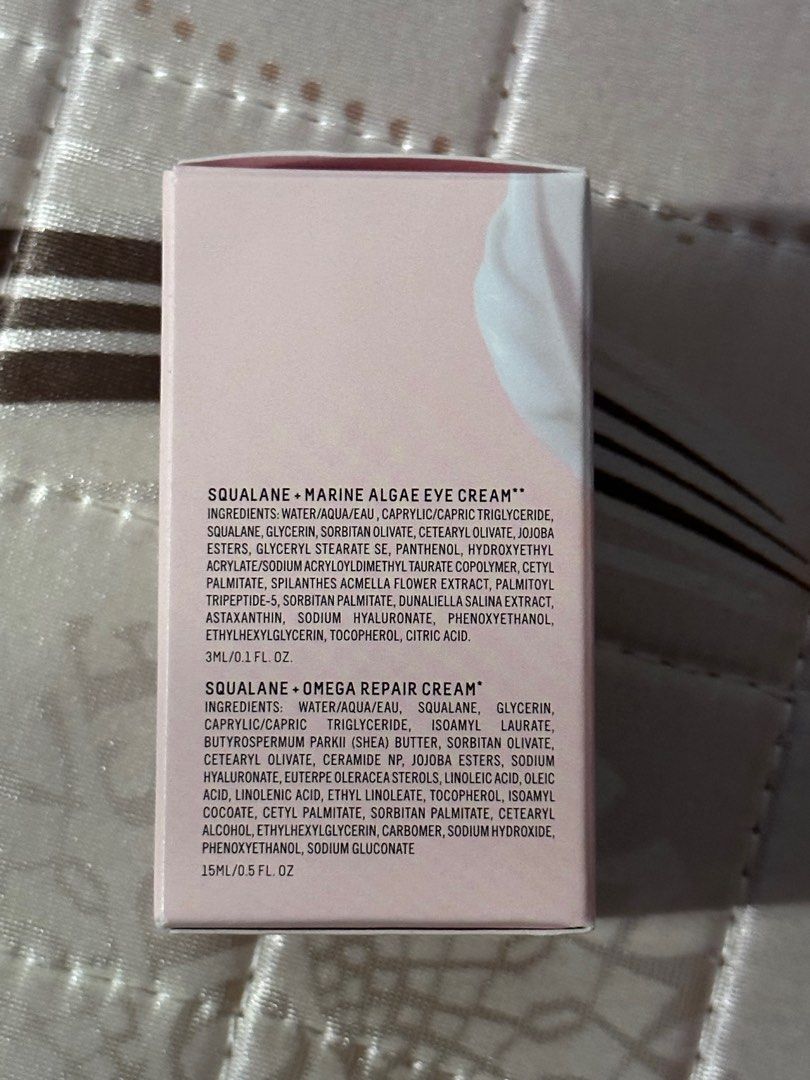 SQUALANE + MARINE ALGAE EYE CREAM**
INGREDIENTS: WATER/AQUA/EAU , CAPRYLIC/CAPRIC TRIGLYCERIDE,
SQUALANE, GLYCERIN, SORBITAN OLIVATE, CETEARYL OLIVATE, JOJOBA
ESTERS, GLYCERYL STEARATE SE, PANTHENOL, HYDROXYETHYL
ACRYLATE/SODIUM ACRYLOYLDIMETHYL TAURATE COPOLYMER, CETYL
PALMITATE, SPILANTHES ACMELLA FLOWER EXTRACT, PALMITOYL
TRIPEPTIDE-5, SORBITAN PALMITATE, DUNALIELLA SALINA EXTRACT,
ASTAXANTHIN, SODIUM HYALURONATE, PHENOXYETHANOL,
ETHYLHEXYLGLYCERIN, TOCOPHEROL, CITRIC ACID.
3ML/0.1 FL. OZ.
SQUALANE + OMEGA REPAIR CREAM*
INGREDIENTS: WATER/AQUA/EAU, SQUALANE, GLYCERIN,
CAPRYLIC/CAPRIC TRIGLYCERIDE, ISOAMYL LAURATE,
BUTYROSPERMUM PARKII (SHEA) BUTTER, SORBITAN OLIVATE,
CETEARYL OLIVATE, CERAMIDE NP, JOJOBA ESTERS, SODIUM
HYALURONATE, EUTERPE OLERACEA STEROLS, LINOLEIC ACID, OLEIC
ACID, LINOLENIC ACID, ETHYL LINOLEATE, TOCOPHEROL, ISOAMYL
COCOATE, CETYL PALMITATE, SORBITAN PALMITATE, CETEARYL
ALCOHOL, ETHYLHEXYLGLYCERIN, CARBOMER, SODIUM HYDROXIDE,
PHENOXYETHANOL, SODIUM GLUCONATE
15ML/0.5 FL. OZ